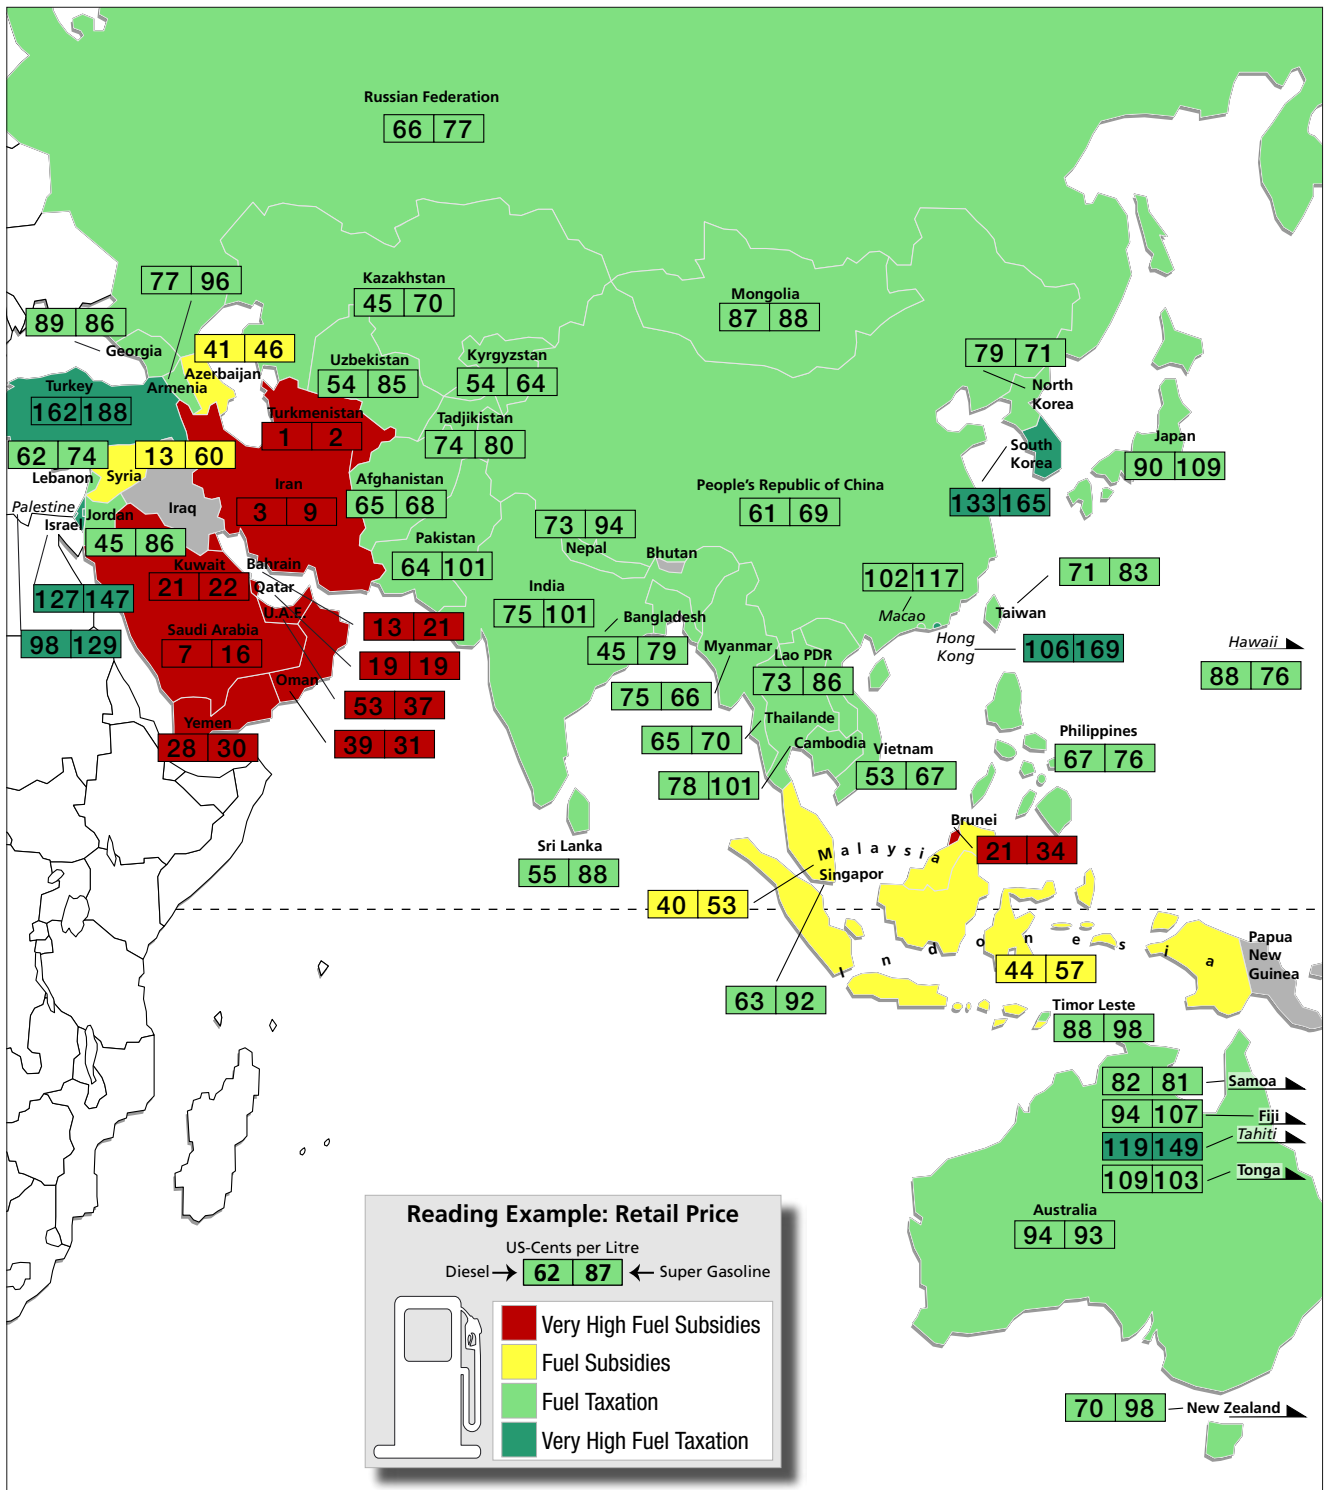 Russian Federation
66 77
77 96
Kazakhstan
45 70
Mongolia
87 88
89 86
Georgia
41 46
Azerbaijan
Armenia
Uzbekistan
54 85
Kyrgyzstan
54 64
79 71
North
Korea
Turkey
162 188
Turkmenistan
1 2
Tadjikistan
74 80
Japan
90 109
South
Korea
133 165
62 74
Lebanon
13 60
Syria
Iran
3 9
Afghanistan
65 68
People's Republic of China
61 69
Palestine
Israel
Jordan
45 86
Iraq
Pakistan
64 101
73 94
Nepal
Bhutan
Kuwait
21 22
Bahrain
Qatar
U.A.E.
127 147
98 129
India
75 101
102 117
Macao
71 83
Taiwan
Saudi Arabia
7 16
13 21
19 19
Bangladesh
45 79
Myanmar
75 66
Lao PDR
73 86
Hong
Kong
106 169
Hawaii
88 76
Oman
53 37
39 31
Yemen
28 30
Thailande
65 70
Cambodia
78 101
Vietnam
53 67
Philippines
67 76
Sri Lanka
55 88
Brunei
21 34
Malaysia
40 53
Singapor
63 92
Indonesia
44 57
Papua
New
Guinea
Timor Leste
88 98
82 81 Samoa
94 107 Fiji
119 149 Tahiti
109 103 Tonga
Australia
94 93
70 98 New Zealand
Reading Example: Retail Price
US-Cents per Litre
Diesel 62 87 Super Gasoline
Very High Fuel Subsidies
Fuel Subsidies
Fuel Taxation
Very High Fuel Taxation